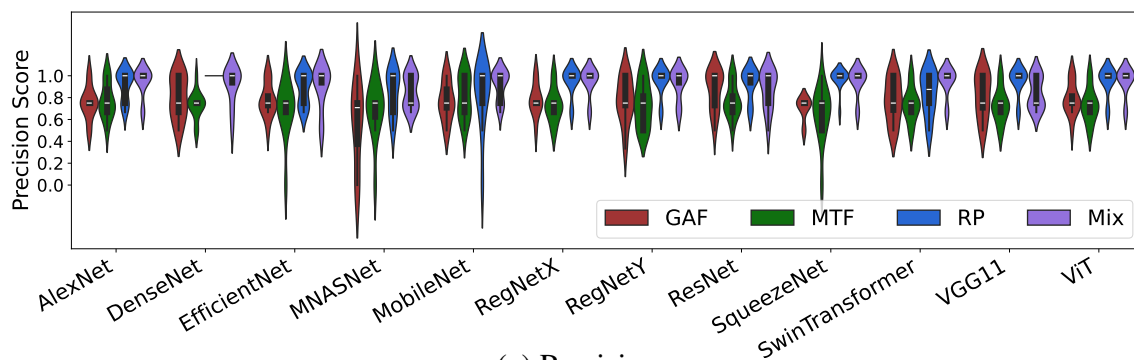 Precision Score
1.0
0.8
0.6
0.4
0.2
0.0
GAF MTF RP Mix
AlexNet
DenseNet
EfficientNet
MNASNet
MobileNet
RegNetX
RegNetY
ResNet
SqueezeNet
SwinTransformer
VGG11
ViT